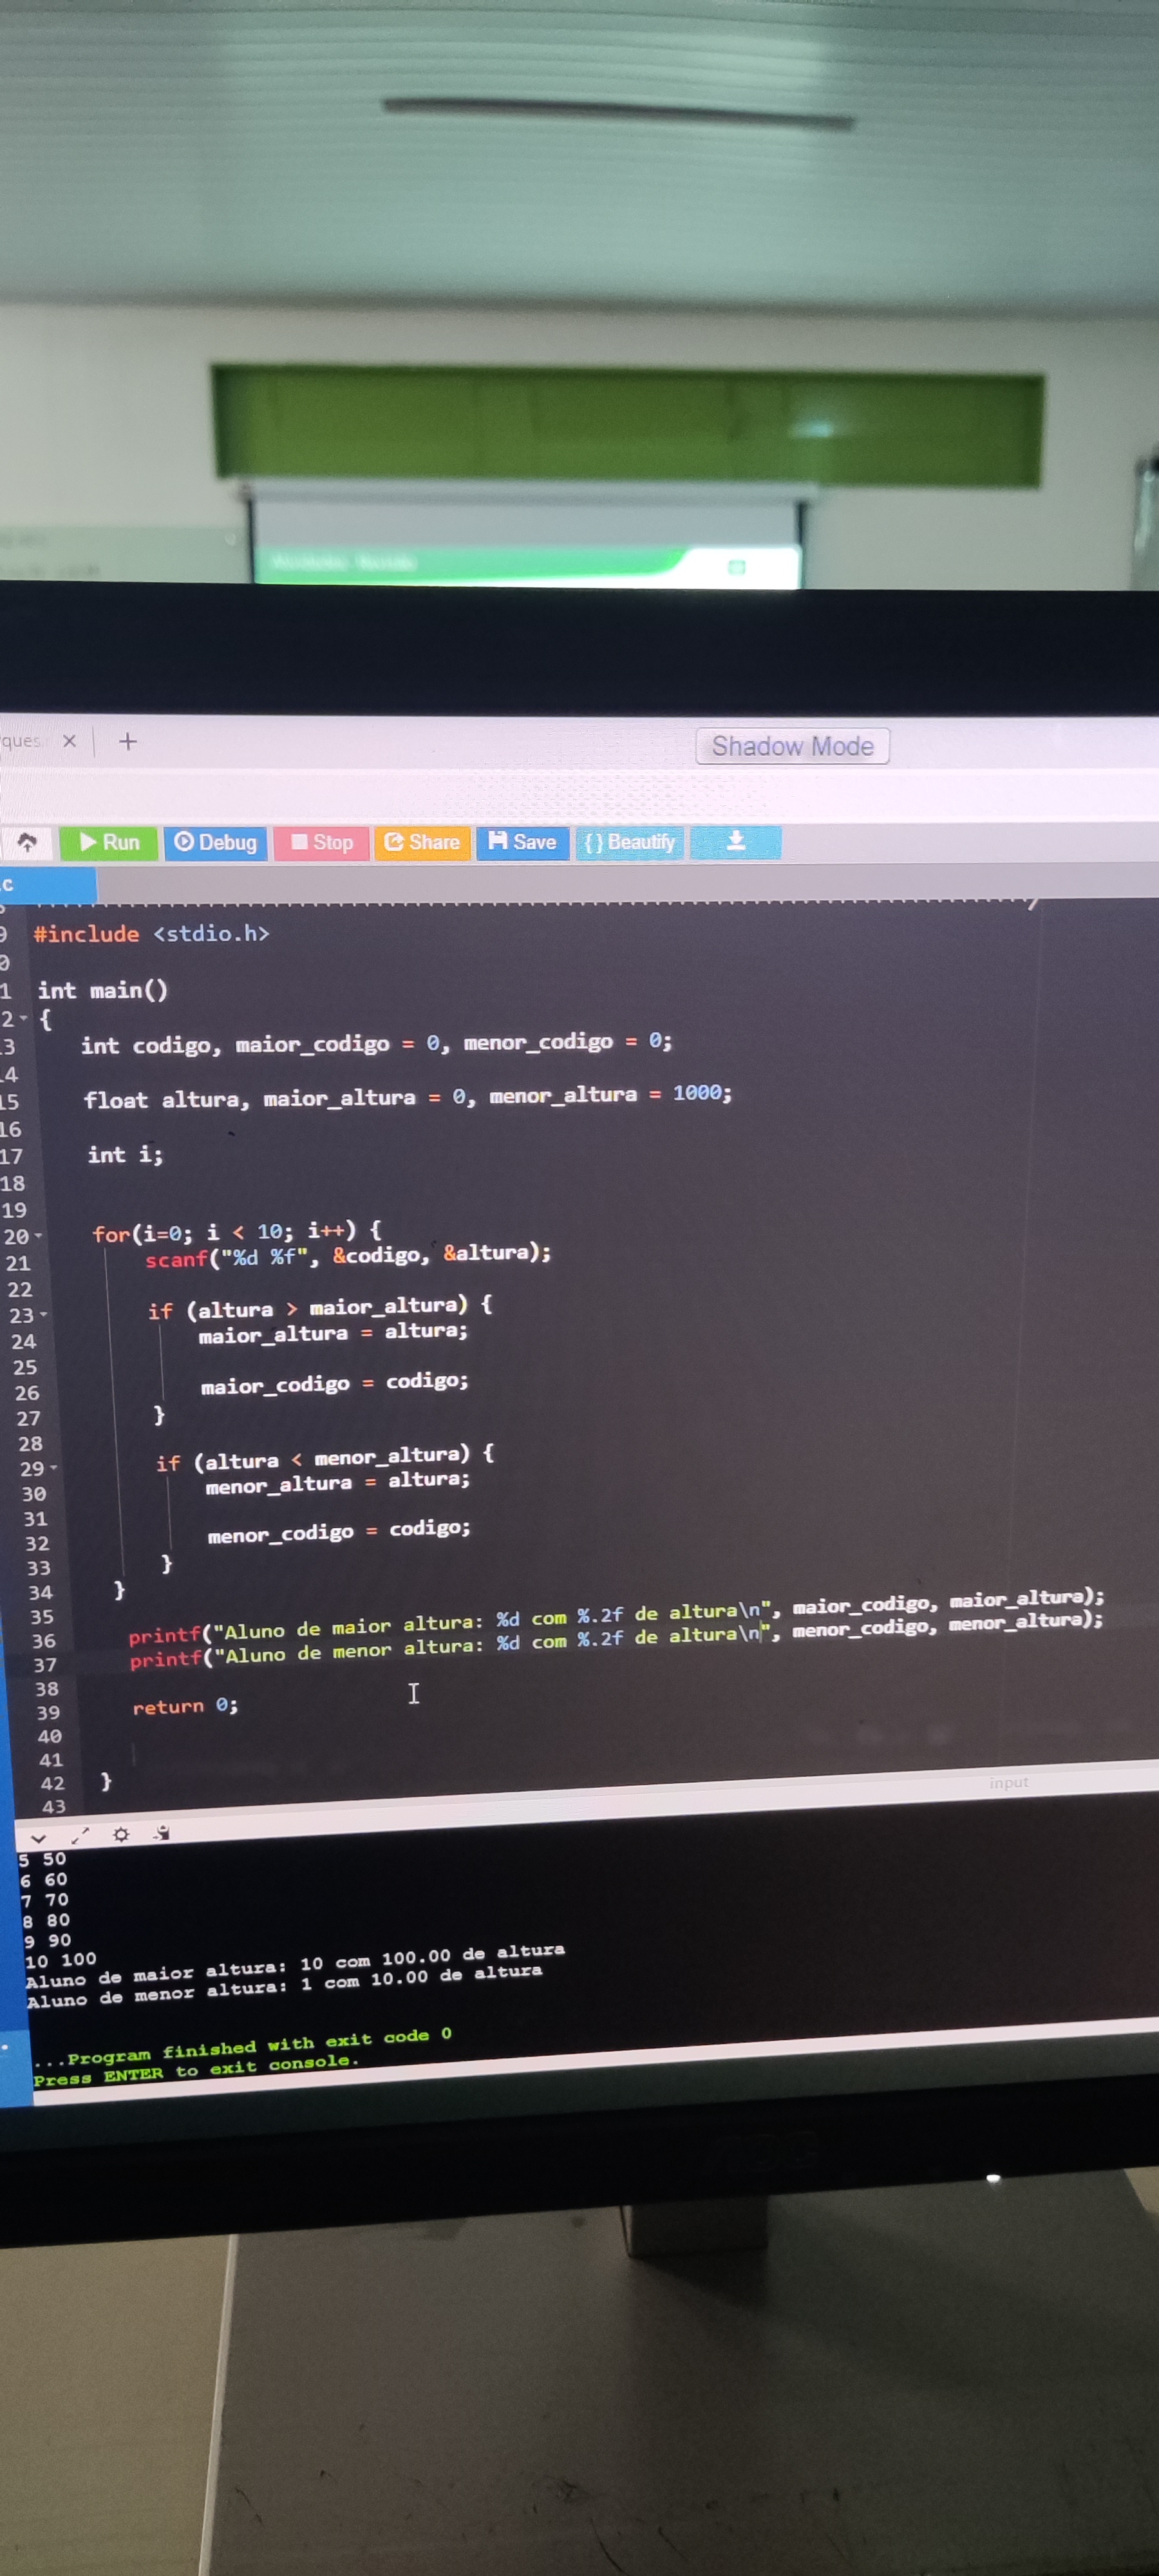 ques.
Shadow Mode
Run Debug Stop Share Save {} Beautify
.c
9 #include <stdio.h>
0
1 int main()
2 {
3 int codigo, maior_codigo = 0, menor_codigo = 0;
14
15 float altura, maior_altura = 0, menor_altura = 1000;
16
17 int i;
18
19
20 for(i=0; i < 10; i++) {
21 scanf("%d %f", &codigo, &altura);
22
23 if (altura > maior_altura) {
24 maior_altura = altura;
25
26 maior_codigo = codigo;
27 }
28
29 if (altura < menor_altura) {
30 menor_altura = altura;
31
32 menor_codigo = codigo;
33 }
34 }
35
36 printf("Aluno de maior altura: %d com %.2f de altura\n", maior_codigo, maior_altura);
37 printf("Aluno de menor altura: %d com %.2f de altura\n", menor_codigo, menor_altura);
38
39 return 0;
40
41
42 }
43
input
5 50
6 60
7 70
8 80
9 90
10 100
Aluno de maior altura: 10 com 100.00 de altura
Aluno de menor altura: 1 com 10.00 de altura
...Program finished with exit code 0
Press ENTER to exit console.